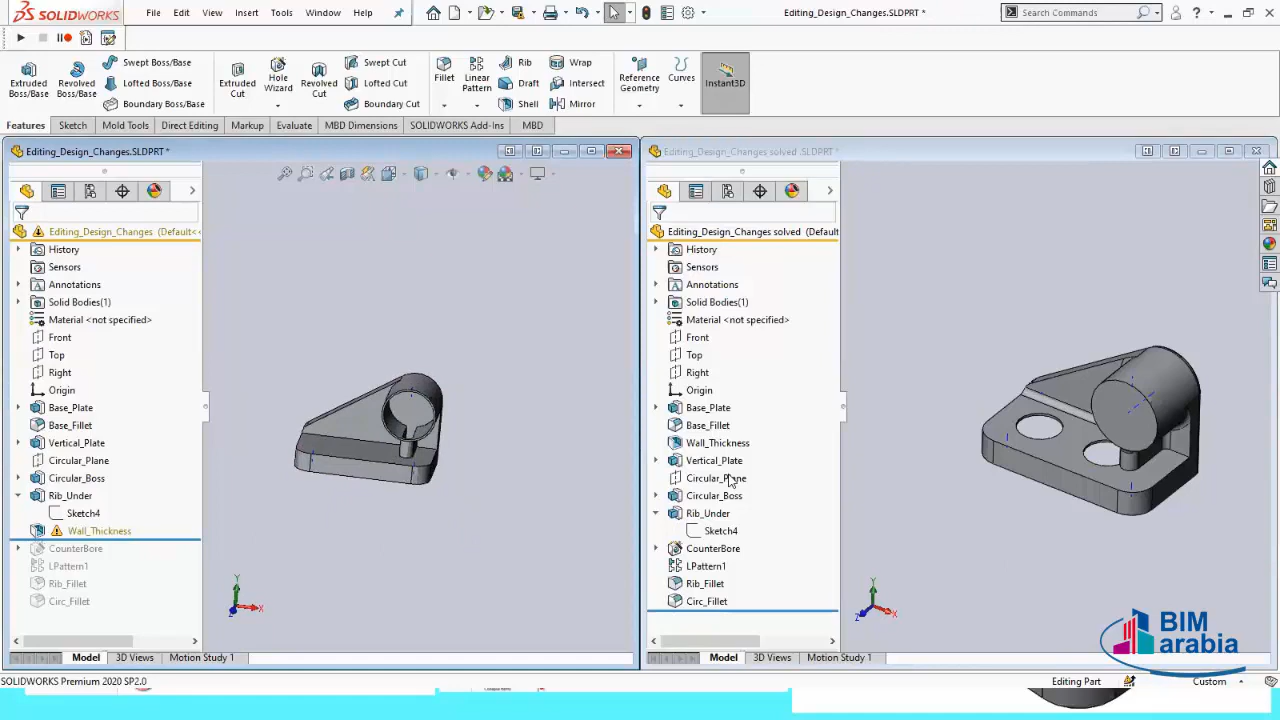 SOLIDWORKS
File Edit View Insert Tools Window Help
Editing_Design_Changes.SLDPRT *
Search Commands
Extruded Boss/Base
Revolved Boss/Base
Swept Boss/Base
Lofted Boss/Base
Boundary Boss/Base
Extruded Cut
Hole Wizard
Revolved Cut
Swept Cut
Lofted Cut
Boundary Cut
Fillet
Linear Pattern
Rib
Draft
Shell
Wrap
Intersect
Mirror
Reference Geometry
Curves
Instant3D
Features Sketch Mold Tools Direct Editing Markup Evaluate MBD Dimensions SOLIDWORKS Add-Ins MBD
Editing_Design_Changes.SLDPRT *
Editing_Design_Changes (Default<<
History
Sensors
Annotations
Solid Bodies(1)
Material <not specified>
Front
Top
Right
Origin
Base_Plate
Base_Fillet
Vertical_Plate
Circular_Plane
Circular_Boss
Rib_Under
Sketch4
Wall_Thickness
CounterBore
LPattern1
Rib_Fillet
Circ_Fillet
Y
X
Z
Model 3D Views Motion Study 1
Editing_Design_Changes solved .SLDPRT *
Editing_Design_Changes solved (Default
History
Sensors
Annotations
Solid Bodies(1)
Material <not specified>
Front
Top
Right
Origin
Base_Plate
Base_Fillet
Wall_Thickness
Vertical_Plate
Circular_Plane
Circular_Boss
Rib_Under
Sketch4
CounterBore
LPattern1
Rib_Fillet
Circ_Fillet
Y
X
Z
Model 3D Views Motion Study 1
BIM
arabia
SOLIDWORKS Premium 2020 SP2.0
Editing Part
Custom